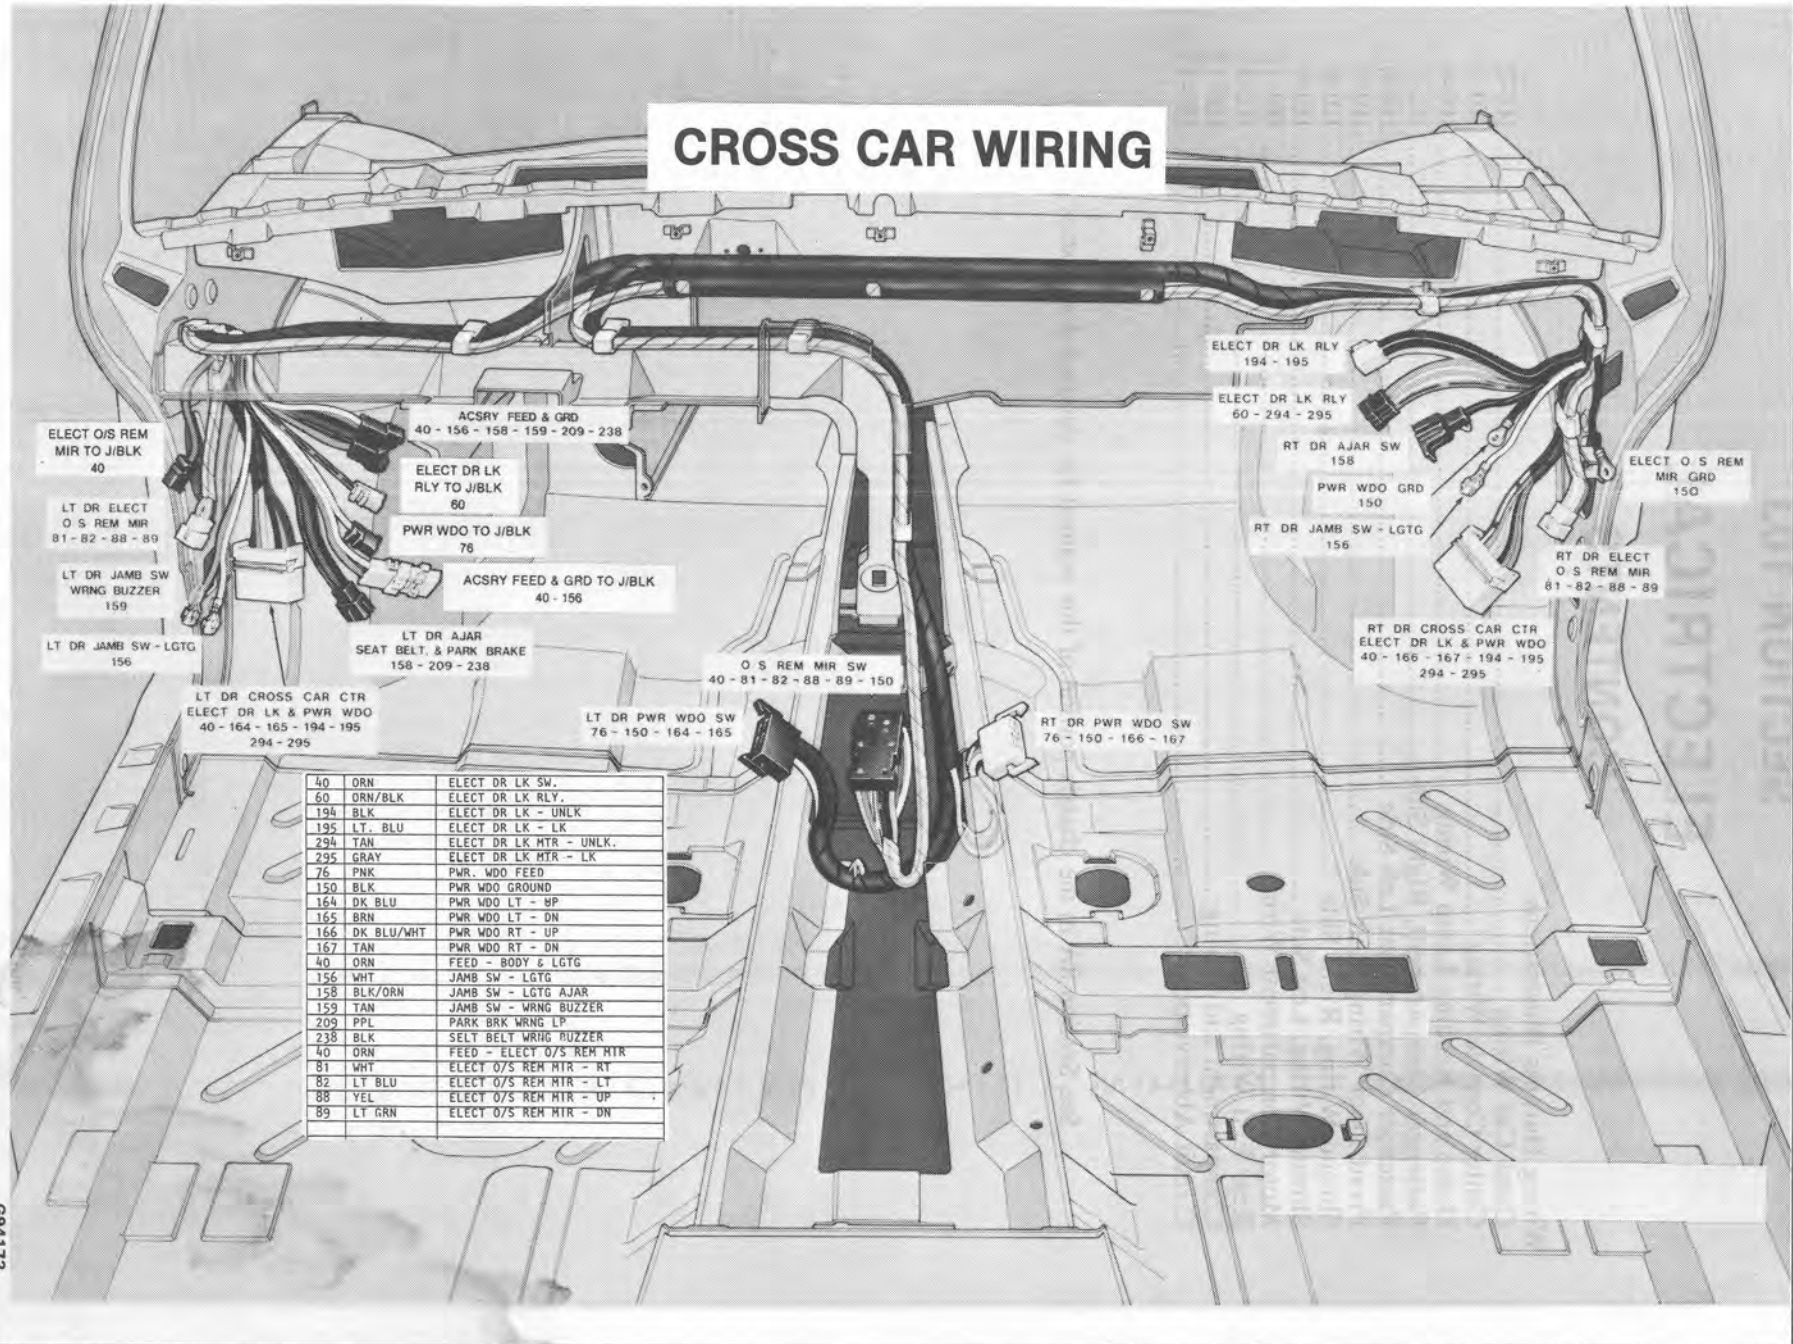 CROSS CAR WIRING
ELECT O/S REM
MIR TO J/BLK
40
LT DR ELECT
O S REM MIR
81 - 82 - 88 - 89
LT DR JAMB SW
WRNG BUZZER
159
LT DR JAMB SW - LGTG
156
LT DR CROSS CAR CTR
ELECT DR LK & PWR WDO
40 - 164 - 165 - 194 - 195
294 - 295
ACSRY FEED & GRD
40 - 156 - 158 - 159 - 209 - 238
ELECT DR LK
RLY TO J/BLK
60
PWR WDO TO J/BLK
76
ACSRY FEED & GRD TO J/BLK
40 - 156
LT DR AJAR
SEAT BELT. & PARK BRAKE
158 - 209 - 238
O S REM MIR SW
40 - 81 - 82 - 88 - 89 - 150
LT DR PWR WDO SW
76 - 150 - 164 - 165
RT DR PWR WDO SW
76 - 150 - 166 - 167
ELECT DR LK RLY
194 - 195
ELECT DR LK RLY
60 - 294 - 295
RT DR AJAR SW
158
PWR WDO GRD
150
RT DR JAMB SW - LGTG
156
ELECT O S REM
MIR GRD
150
RT DR ELECT
O S REM MIR
81 - 82 - 88 - 89
RT DR CROSS CAR CTR
ELECT DR LK & PWR WDO
40 - 166 - 167 - 194 - 195
294 - 295
40 ORN ELECT DR LK SW.
60 ORN/BLK ELECT DR LK RLY.
194 BLK ELECT DR LK - UNLK
195 LT. BLU ELECT DR LK - LK
294 TAN ELECT DR LK MTR - UNLK.
295 GRAY ELECT DR LK MTR - LK
76 PNK PWR. WDO FEED
150 BLK PWR WDO GROUND
164 DK BLU PWR WDO LT - UP
165 BRN PWR WDO LT - DN
166 DK BLU/WHT PWR WDO RT - UP
167 TAN PWR WDO RT - DN
40 ORN FEED - BODY & LGTG
156 WHT JAMB SW - LGTG
158 BLK/ORN JAMB SW - LGTG AJAR
159 TAN JAMB SW - WRNG BUZZER
209 PPL PARK BRK WRNG LP
238 BLK SELT BELT WRNG BUZZER
40 ORN FEED - ELECT O/S REM MIR
81 WHT ELECT O/S REM MIR - RT
82 LT BLU ELECT O/S REM MIR - LT
88 YEL ELECT O/S REM MIR - UP
89 LT GRN ELECT O/S REM MIR - DN